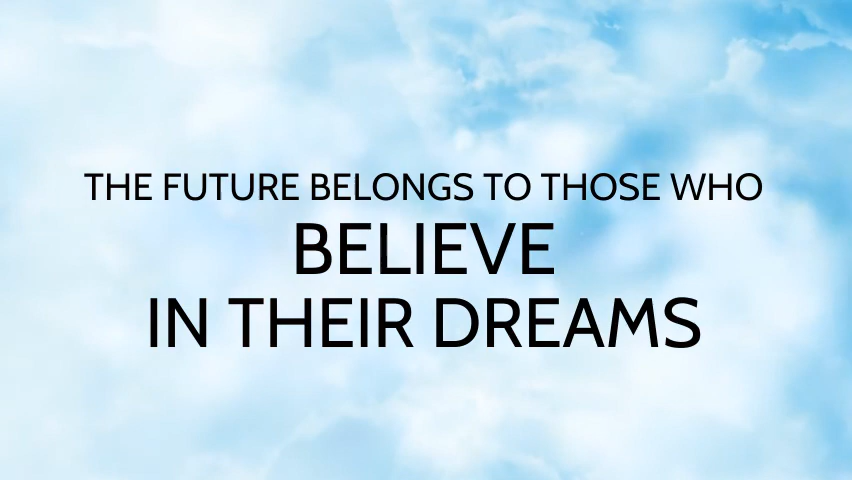 THE FUTURE BELONGS TO THOSE WHO
BELIEVE
IN THEIR DREAMS